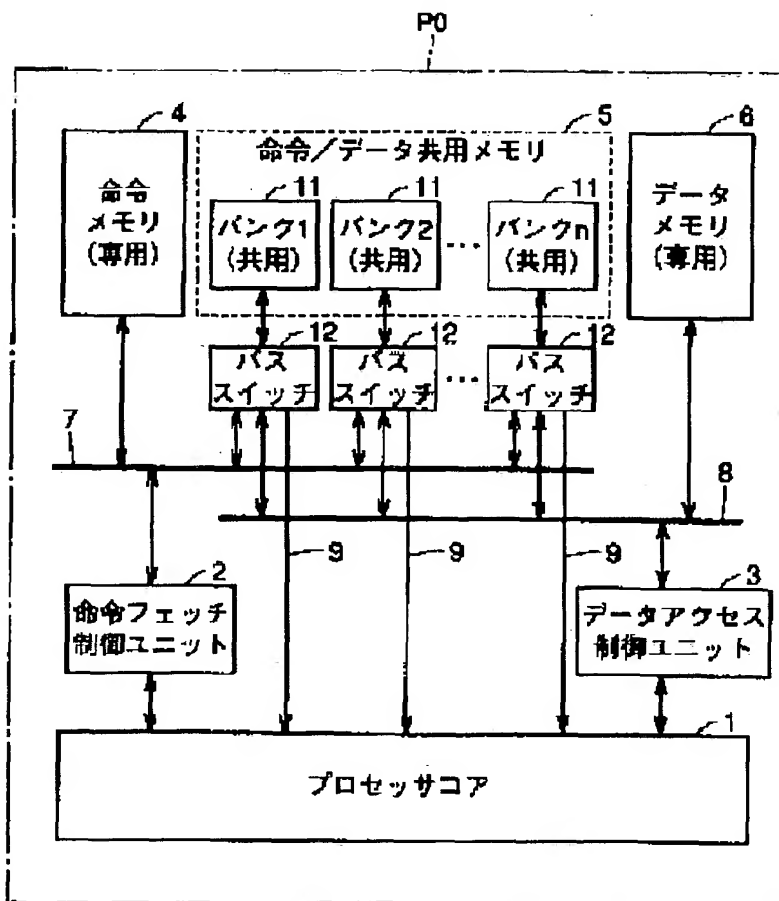 P0
4
5
6
命令
メモリ
(専用)
命令/データ共用メモリ
11
11
11
バンク1
(共用)
バンク2
(共用)
...
バンクn
(共用)
データ
メモリ
(専用)
12
12
12
バス
スイッチ
バス
スイッチ
...
バス
スイッチ
7
8
9
9
9
2
3
命令フェッチ
制御ユニット
データアクセス
制御ユニット
1
プロセッサコア